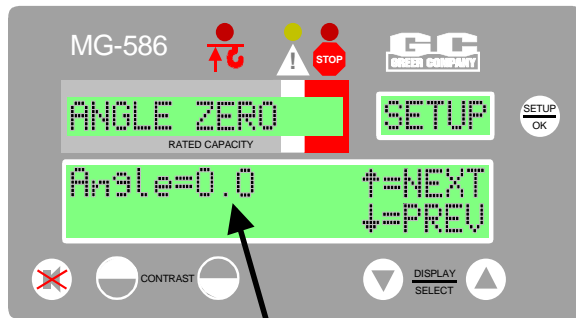 MG-586
!
STOP
GC
GREER COMPANY
ANGLE ZERO
RATED CAPACITY
SETUP
SETUP
OK
Angle=0.0
↑=NEXT
↓=PREV
CONTRAST
DISPLAY
SELECT